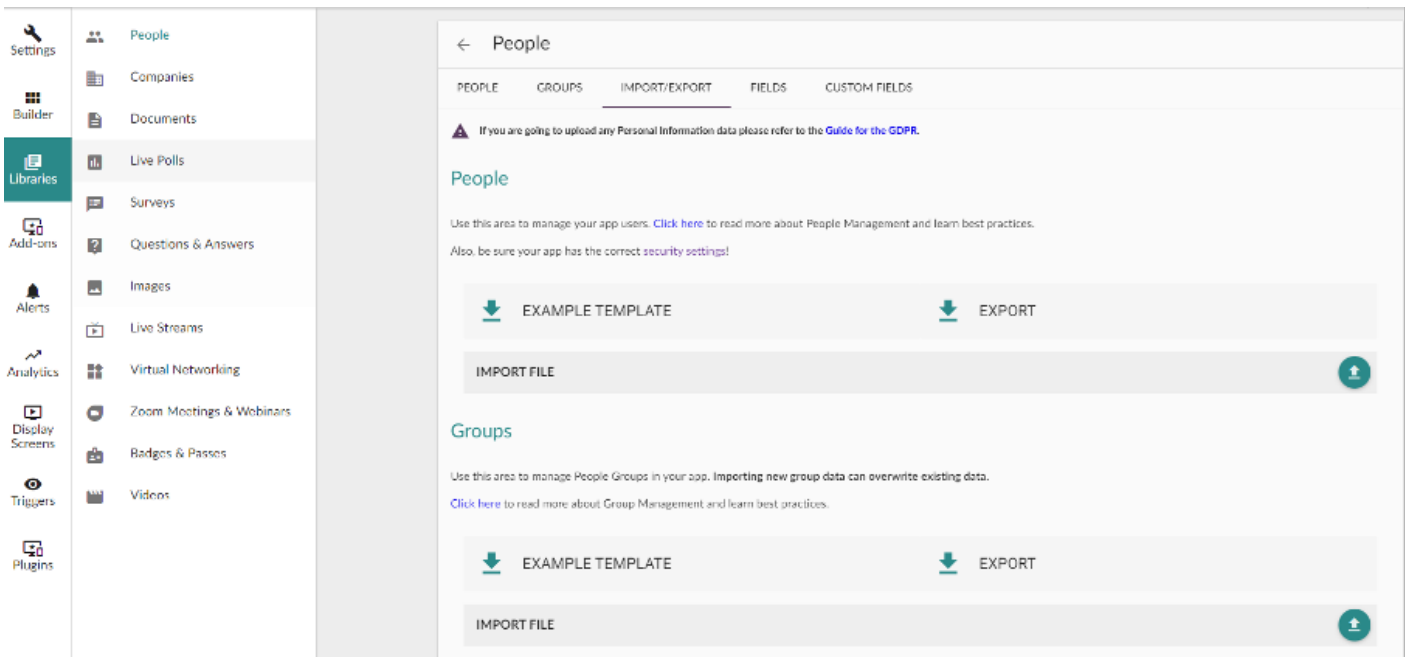 Settings
Builder
Libraries
Add-ons
Alerts
Analytics
Display
Screens
Triggers
Plugins
People
Companies
Documents
Live Polls
Surveys
Questions & Answers
Images
Live Streams
Virtual Networking
Zoom Meetings & Webinars
Badges & Passes
Videos
People
PEOPLE GROUPS IMPORT/EXPORT FIELDS CUSTOM FIELDS
If you are going to upload any Personal Information data please refer to the Guide for the GDPR.
People
Use this area to manage your app users. Click here to read more about People Management and learn best practices.
Also, be sure your app has the correct security settings!
EXAMPLE TEMPLATE EXPORT
IMPORT FILE
Groups
Use this area to manage People Groups in your app. Importing new group data can overwrite existing data.
Click here to read more about Group Management and learn best practices.
EXAMPLE TEMPLATE EXPORT
IMPORT FILE